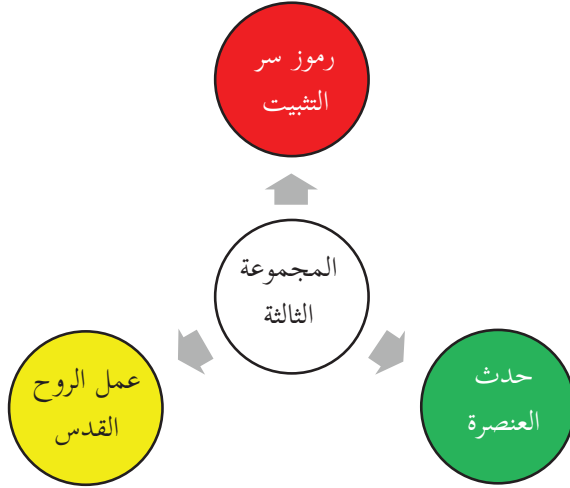 رموز سر
التثبيت
المجموعة
الثالثة
حدث
العنصرة
عمل الروح
القدس